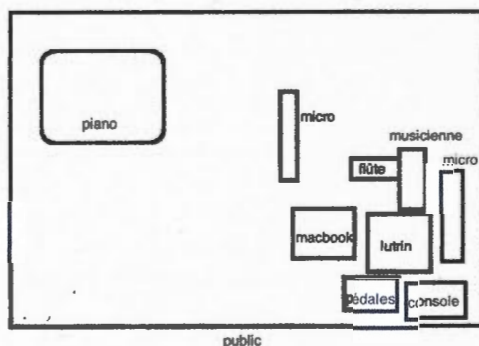 piano
micro
musicienne
micro
flûte
macbook
lutrin
pédales
console
public